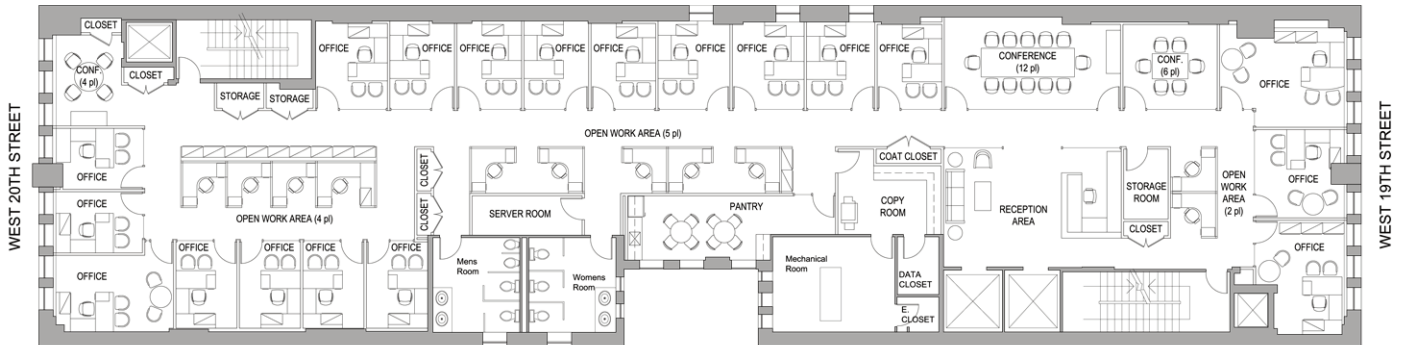 CLOSET
CONF.
(4 pl)
CLOSET
STORAGE
STORAGE
OFFICE
OFFICE
OFFICE
OFFICE
OFFICE
OFFICE
OFFICE
OFFICE
OFFICE
CONFERENCE
(12 pl)
CONF.
(6 pl)
OFFICE
WEST 20TH STREET
WEST 19TH STREET
OPEN WORK AREA (5 pl)
OFFICE
OFFICE
OFFICE
OPEN WORK AREA (4 pl)
CLOSET
CLOSET
SERVER ROOM
PANTRY
COAT CLOSET
COPY
ROOM
RECEPTION
AREA
STORAGE
ROOM
CLOSET
OPEN
WORK
AREA
(2 pl)
OFFICE
OFFICE
OFFICE
OFFICE
OFFICE
OFFICE
Mens
Room
Womens
Room
Mechanical
Room
DATA
CLOSET
E.
CLOSET